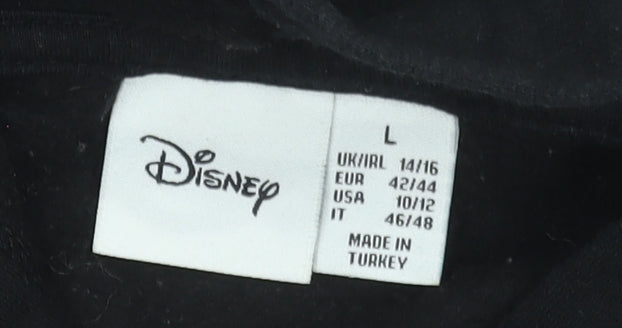 Disney
L
UK/IRL 14/16
EUR 42/44
USA 10/12
IT 46/48
MADE IN
TURKEY